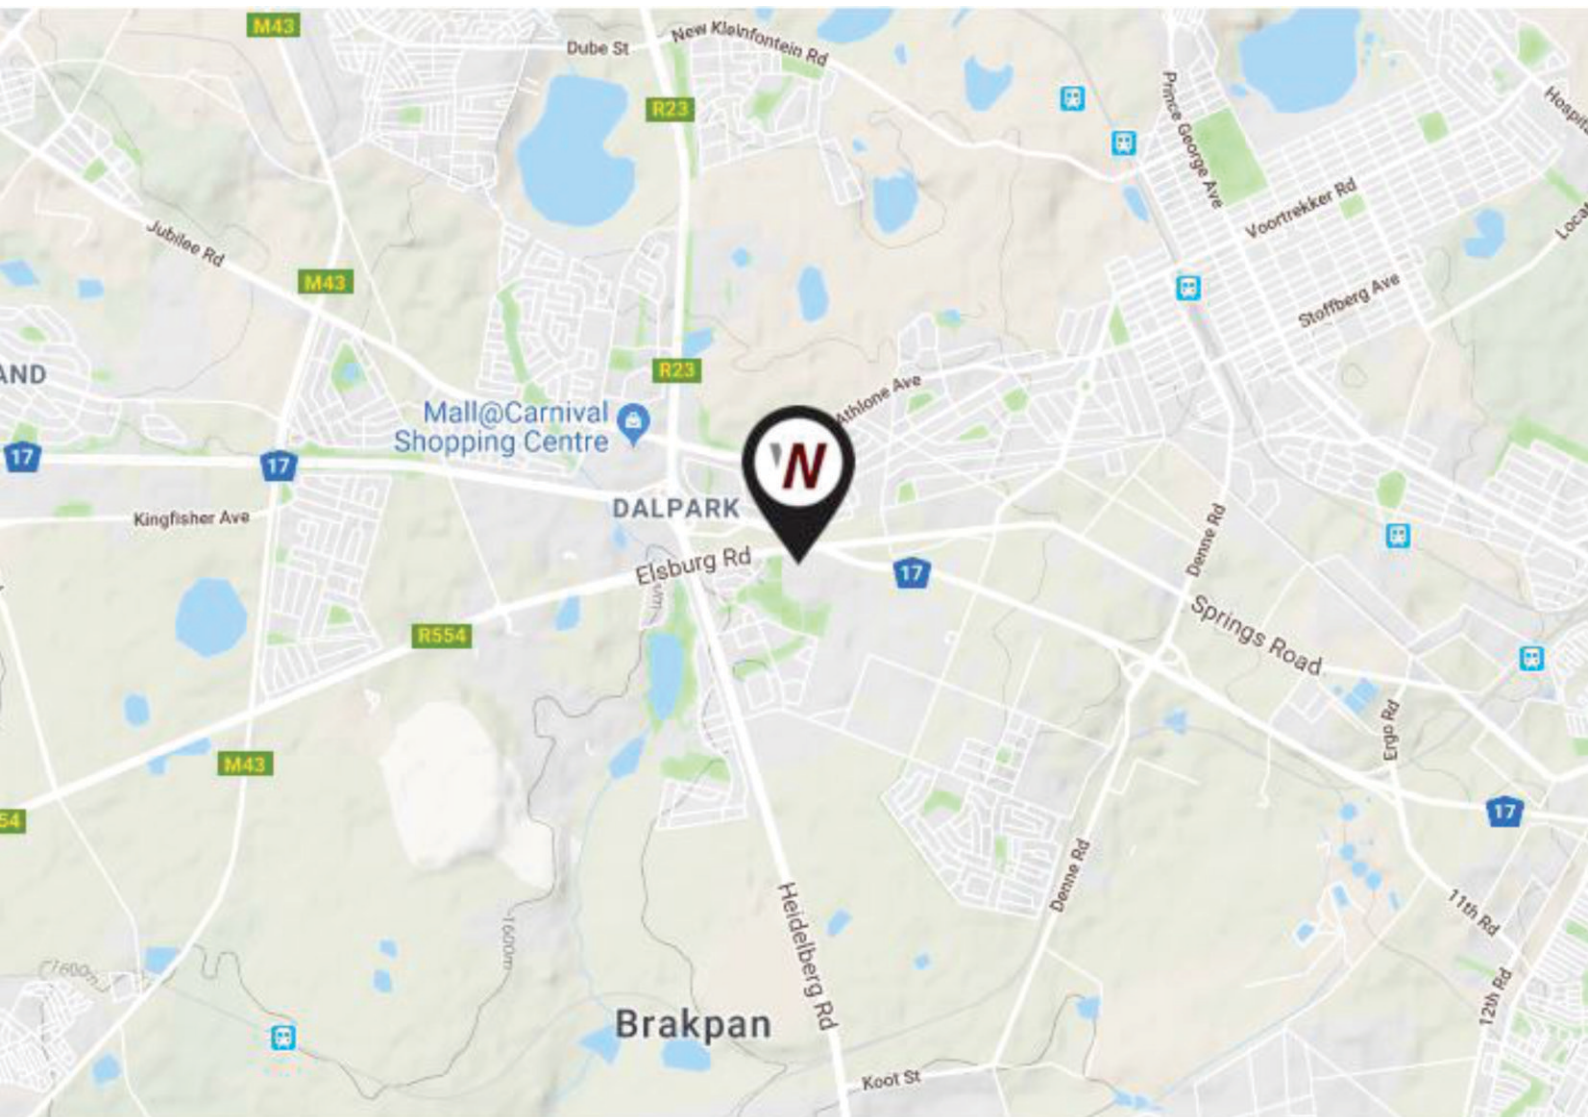 M43
Dube St
New Kleinfontein Rd
R23
Prince George Ave
Voortrekker Rd
Jubilee Rd
M43
Stoffberg Ave
R23
AND
Athlone Ave
Mall@Carnival
Shopping Centre
17
17
N
DALPARK
Kingfisher Ave
Elsburg Rd
17
Denne Rd
Springs Road
R554
Ergo Rd
M43
54
17
Denne Rd
Heidelberg Rd
11th Rd
1600m
1600m
12th Rd
Brakpan
Koot St